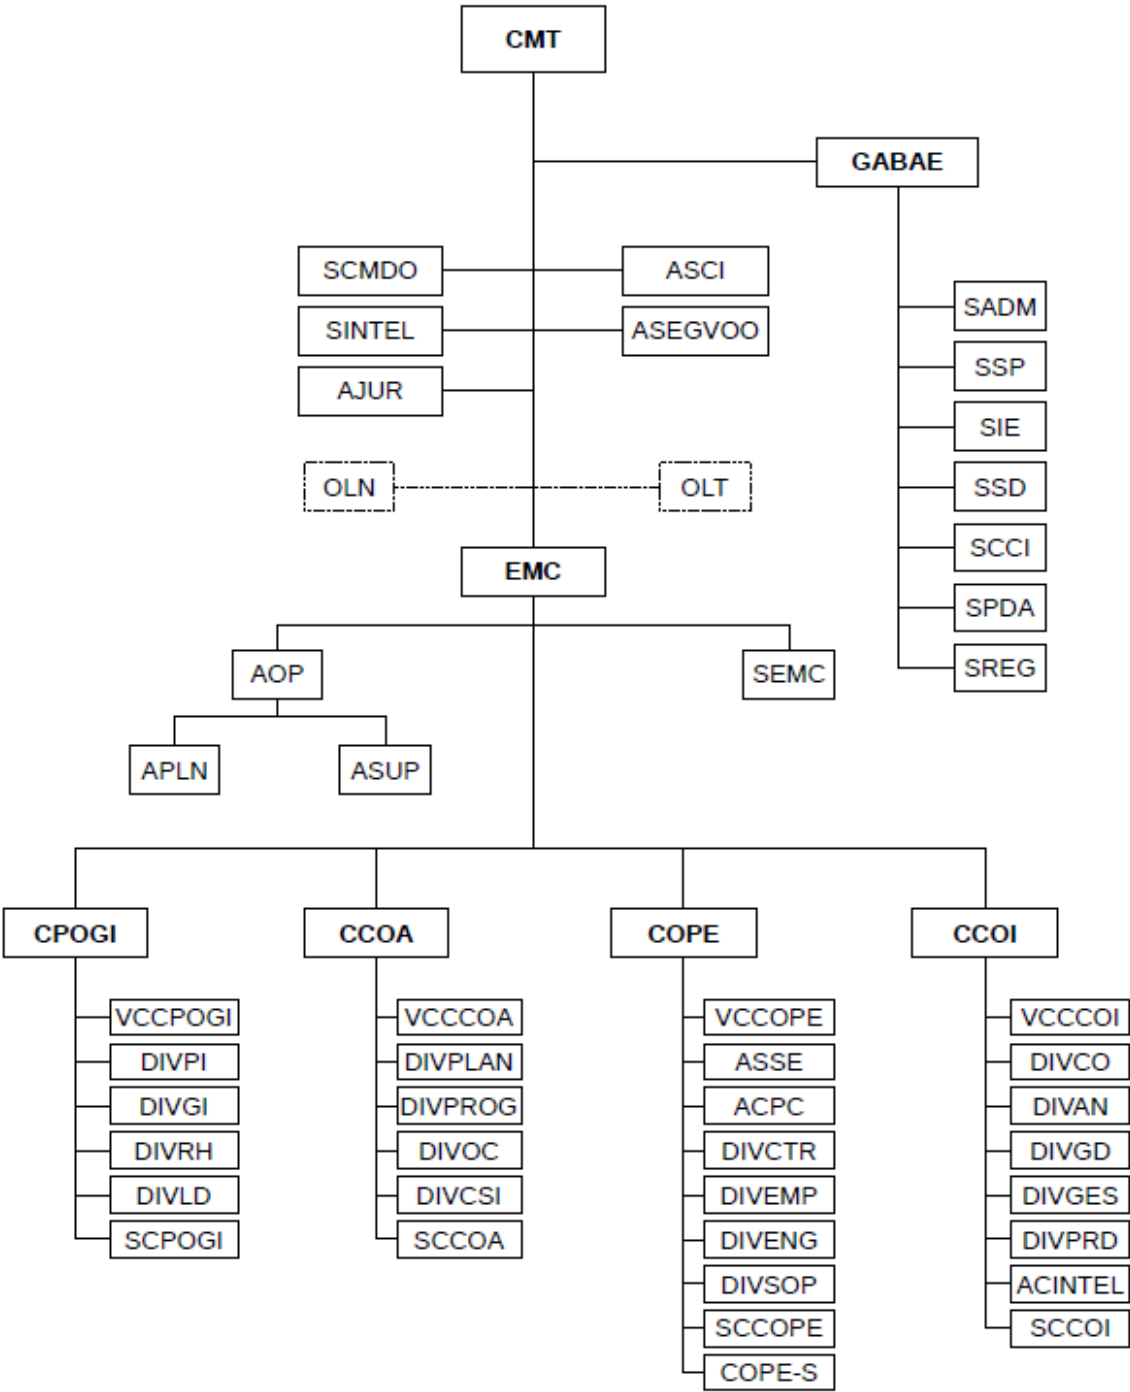 CMT
GABAE
SCMDO
ASCI
SADM
SINTEL
ASEGVOO
SSP
AJUR
SIE
OLN
OLT
SSD
SCCI
EMC
SPDA
AOP
SEMC
SREG
APLN
ASUP
CPOGI
CCOA
COPE
CCOI
VCCPOGI
DIVPI
DIVGI
DIVRH
DIVLD
SCPOGI
VCCCOA
DIVPLAN
DIVPROG
DIVOC
DIVCSI
SCCOA
VCCOPE
ASSE
ACPC
DIVCTR
DIVEMP
DIVENG
DIVSOP
SCCOPE
COPE-S
VCCCOI
DIVCO
DIVAN
DIVGD
DIVGES
DIVPRD
ACINTEL
SCCOI